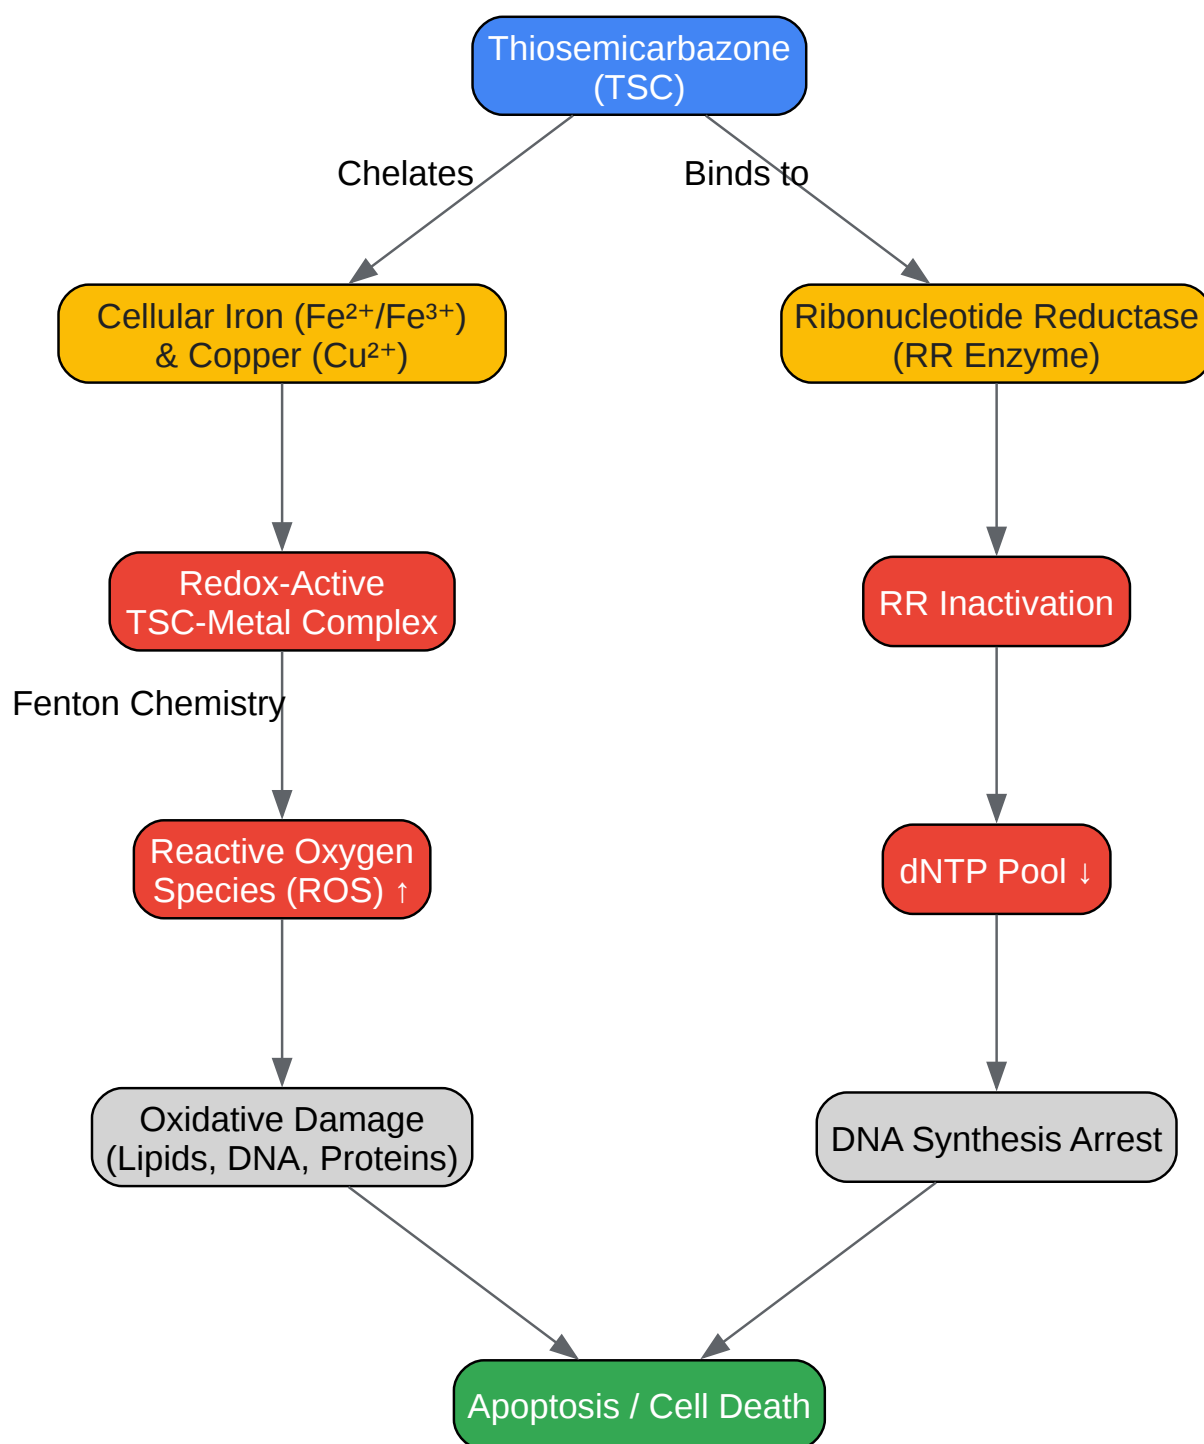 Thiosemicarbazone
(TSC)
Chelates
Binds to
Cellular Iron (Fe²⁺/Fe³⁺)
& Copper (Cu²⁺)
Ribonucleotide Reductase
(RR Enzyme)
Redox-Active
TSC-Metal Complex
RR Inactivation
Fenton Chemistry
Reactive Oxygen
Species (ROS) ↑
dNTP Pool ↓
Oxidative Damage
(Lipids, DNA, Proteins)
DNA Synthesis Arrest
Apoptosis / Cell Death